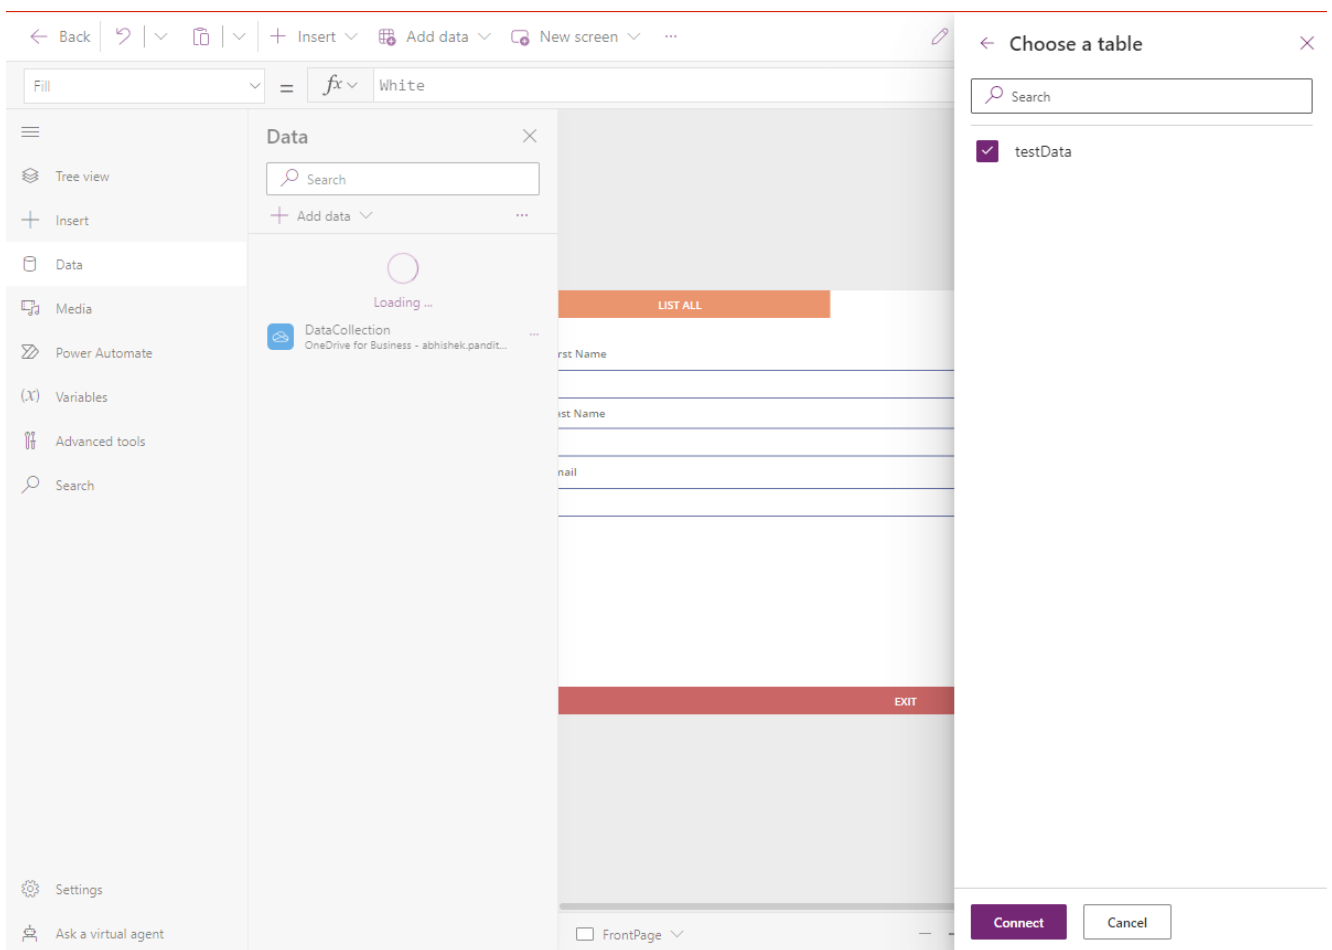 Back
Insert
Add data
New screen
...
Choose a table
Fill
=
fx
White
Search
testData
Data
Search
Add data
...
Loading ...
DataCollection
...
OneDrive for Business - abhishek.pandit...
Tree view
Insert
Data
Media
Power Automate
(x) Variables
Advanced tools
Search
LIST ALL
rst Name
ast Name
nail
EXIT
Settings
Ask a virtual agent
FrontPage
Connect
Cancel